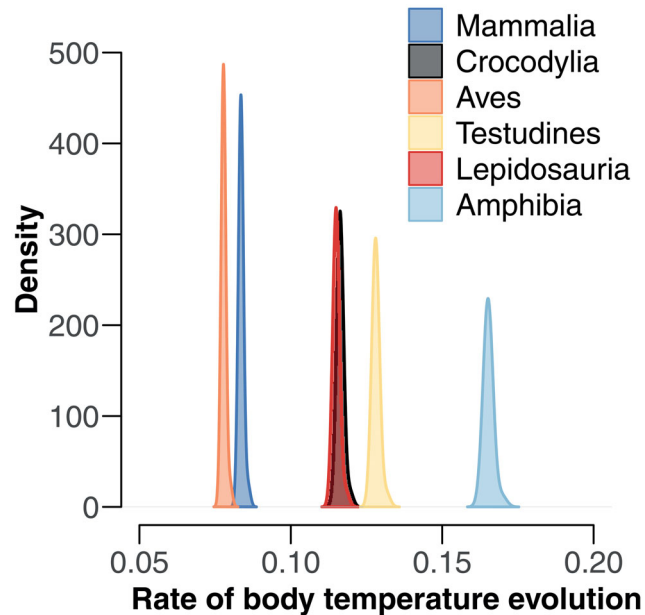 Mammalia
Crocodylia
Aves
Testudines
Lepidosauria
Amphibia
Density
500
400
300
200
100
0
0.05 0.10 0.15 0.20
Rate of body temperature evolution